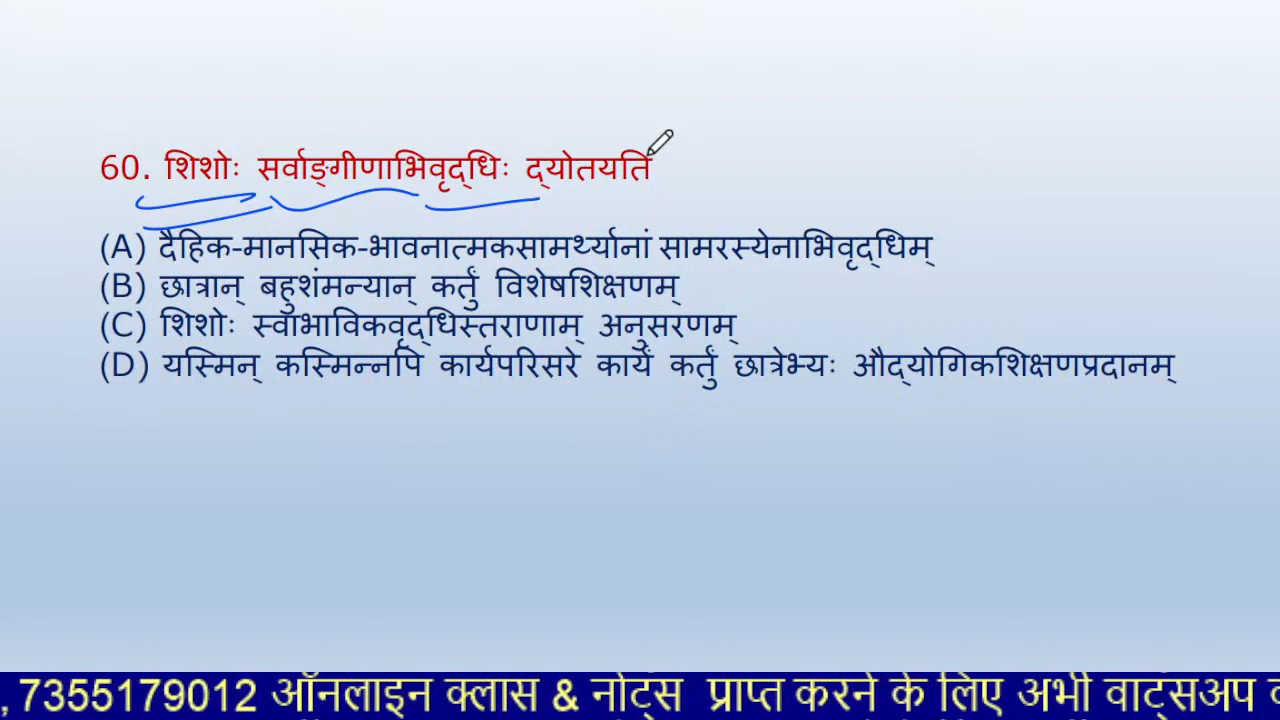 60. शिशोः सर्वाङ्गीणाभिवृद्धिः द्योतयति
(A) दैहिक-मानसिक-भावनात्मकसामर्थ्यानां सामरस्येनाभिवृद्धिम्
(B) छात्रान् बहुशंमन्यान् कर्तुं विशेषशिक्षणम्
(C) शिशोः स्वाभाविकवृद्धिस्तराणाम् अनुसरणम्
(D) यस्मिन् कस्मिन्नपि कार्यपरिसरे कार्यं कर्तुं छात्रेभ्यः औद्योगिकशिक्षणप्रदानम्
, 7355179012 ऑनलाइन क्लास & नोट्स प्राप्त करने के लिए अभी वाट्सअप